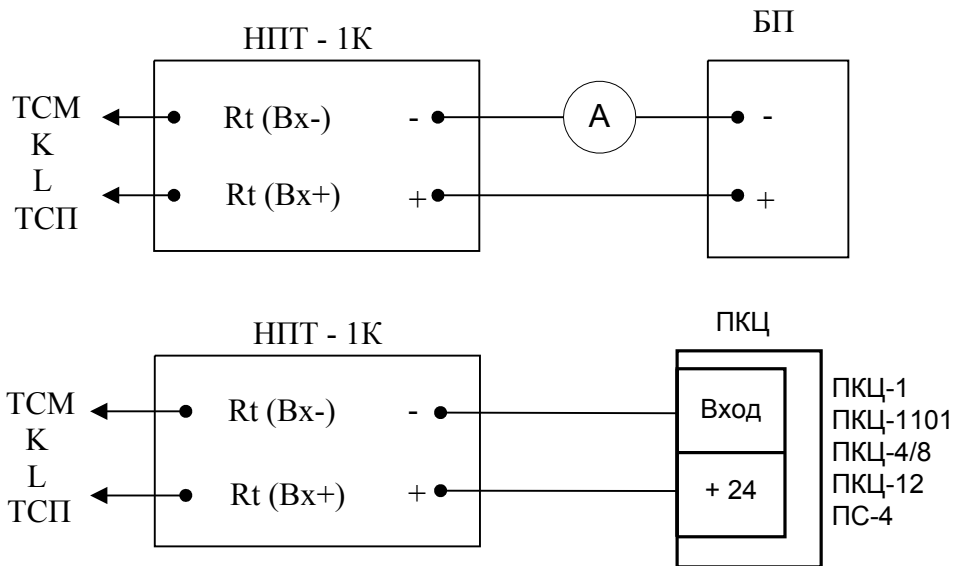 НПТ - 1К
БП
ТСМ
K
L
ТСП
Rt (Вх-)
-
А
-
Rt (Вх+)
+
+
НПТ - 1К
ПКЦ
ТСМ
K
L
ТСП
Rt (Вх-)
-
Вход
Rt (Вх+)
+
+ 24
ПКЦ-1
ПКЦ-1101
ПКЦ-4/8
ПКЦ-12
ПС-4